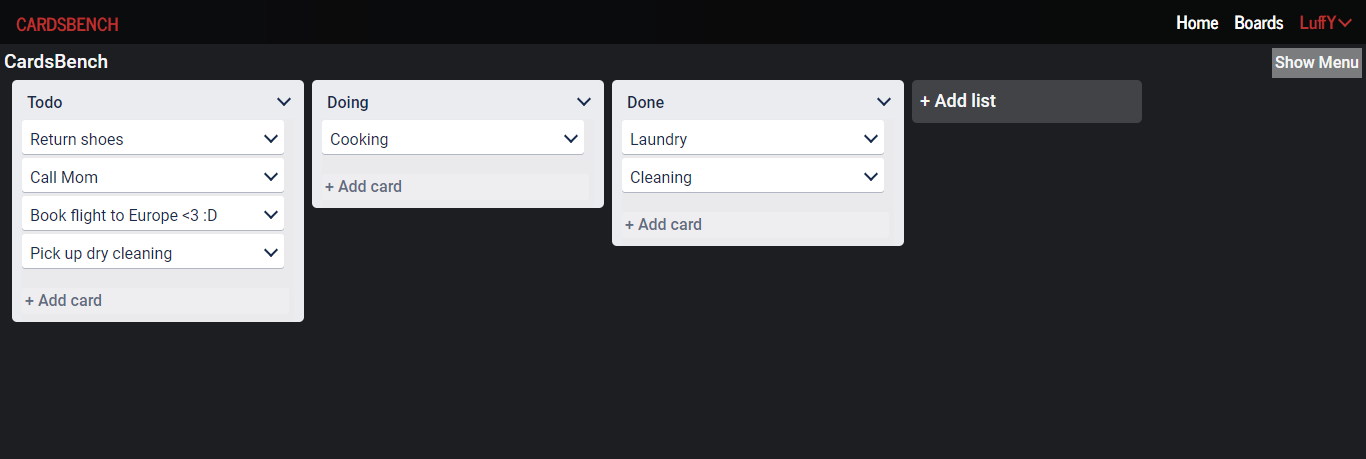 CARDSBENCH
Home Boards LuffY
CardsBench
Show Menu
Todo
Return shoes
Call Mom
Book flight to Europe <3 :D
Pick up dry cleaning
+ Add card
Doing
Cooking
+ Add card
Done
Laundry
Cleaning
+ Add card
+ Add list